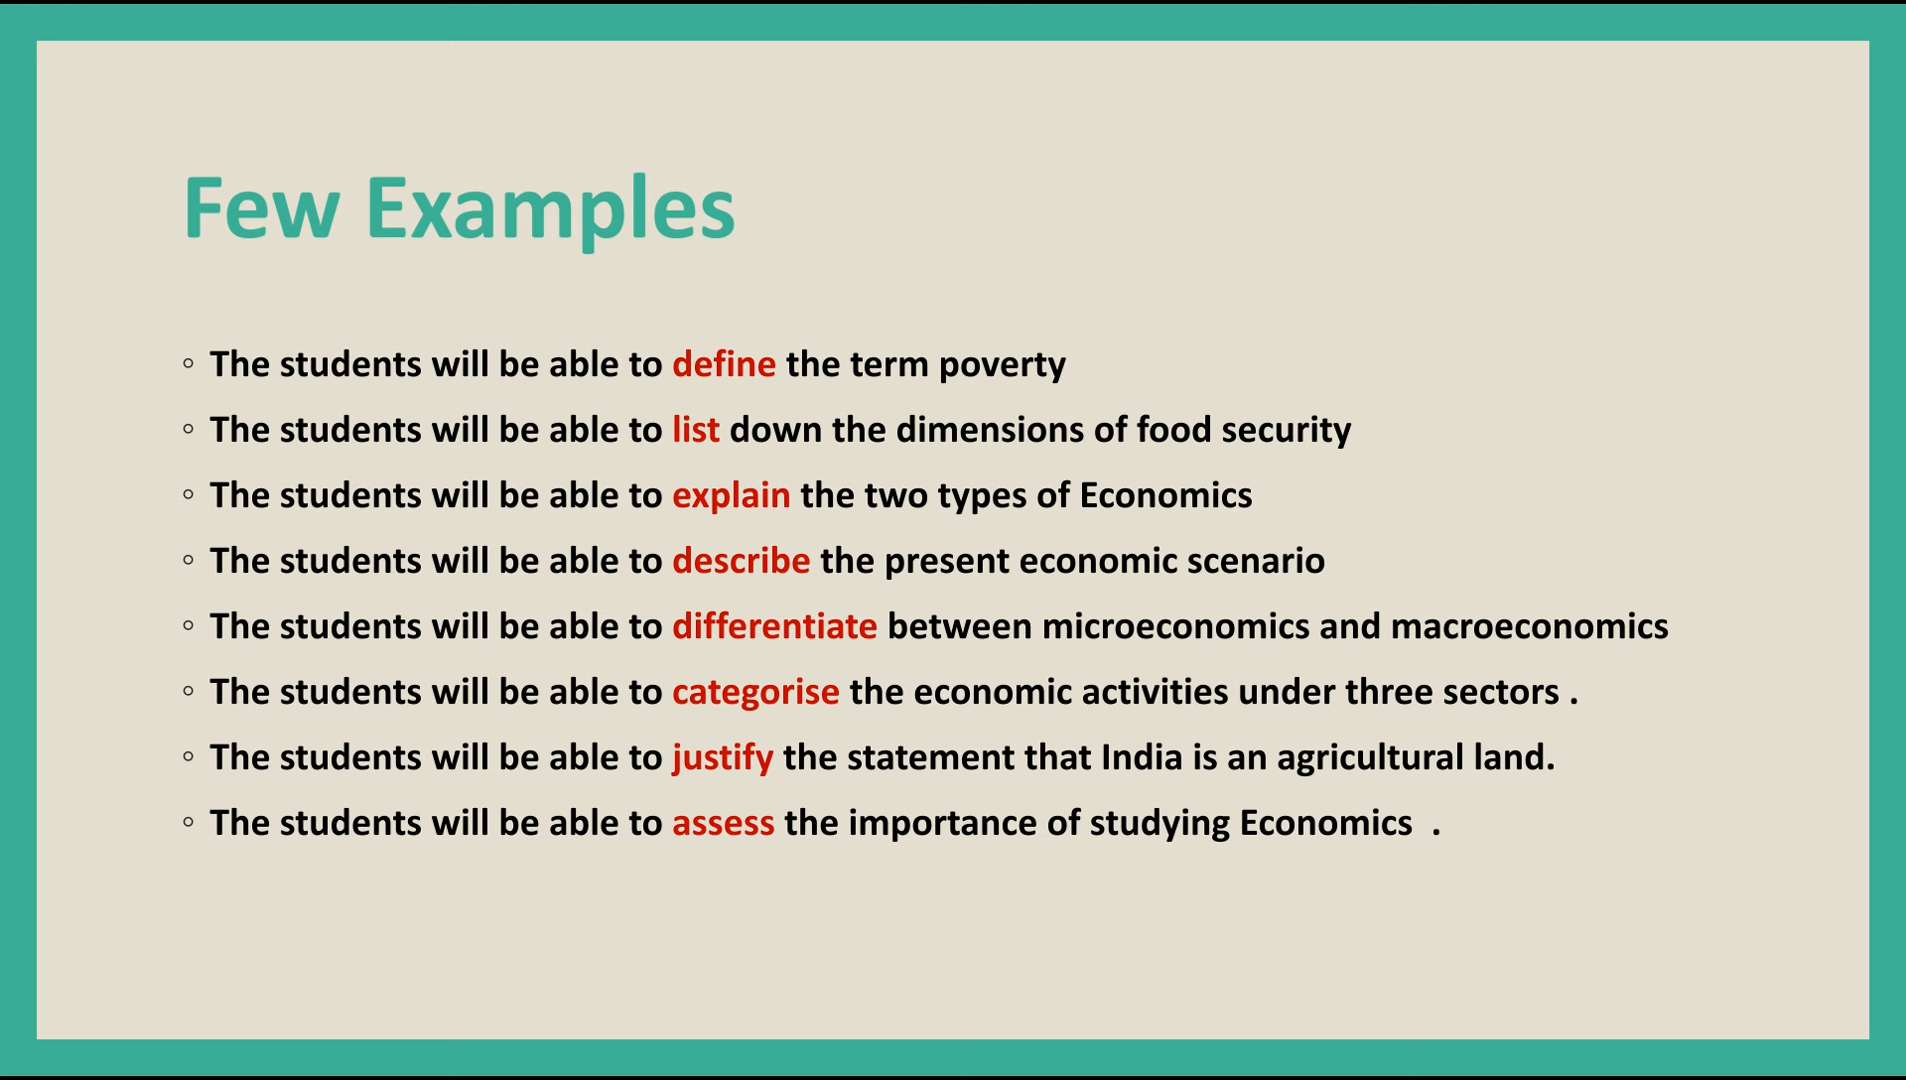 Few Examples
◦ The students will be able to define the term poverty
◦ The students will be able to list down the dimensions of food security
◦ The students will be able to explain the two types of Economics
◦ The students will be able to describe the present economic scenario
◦ The students will be able to differentiate between microeconomics and macroeconomics
◦ The students will be able to categorise the economic activities under three sectors .
◦ The students will be able to justify the statement that India is an agricultural land.
◦ The students will be able to assess the importance of studying Economics  .